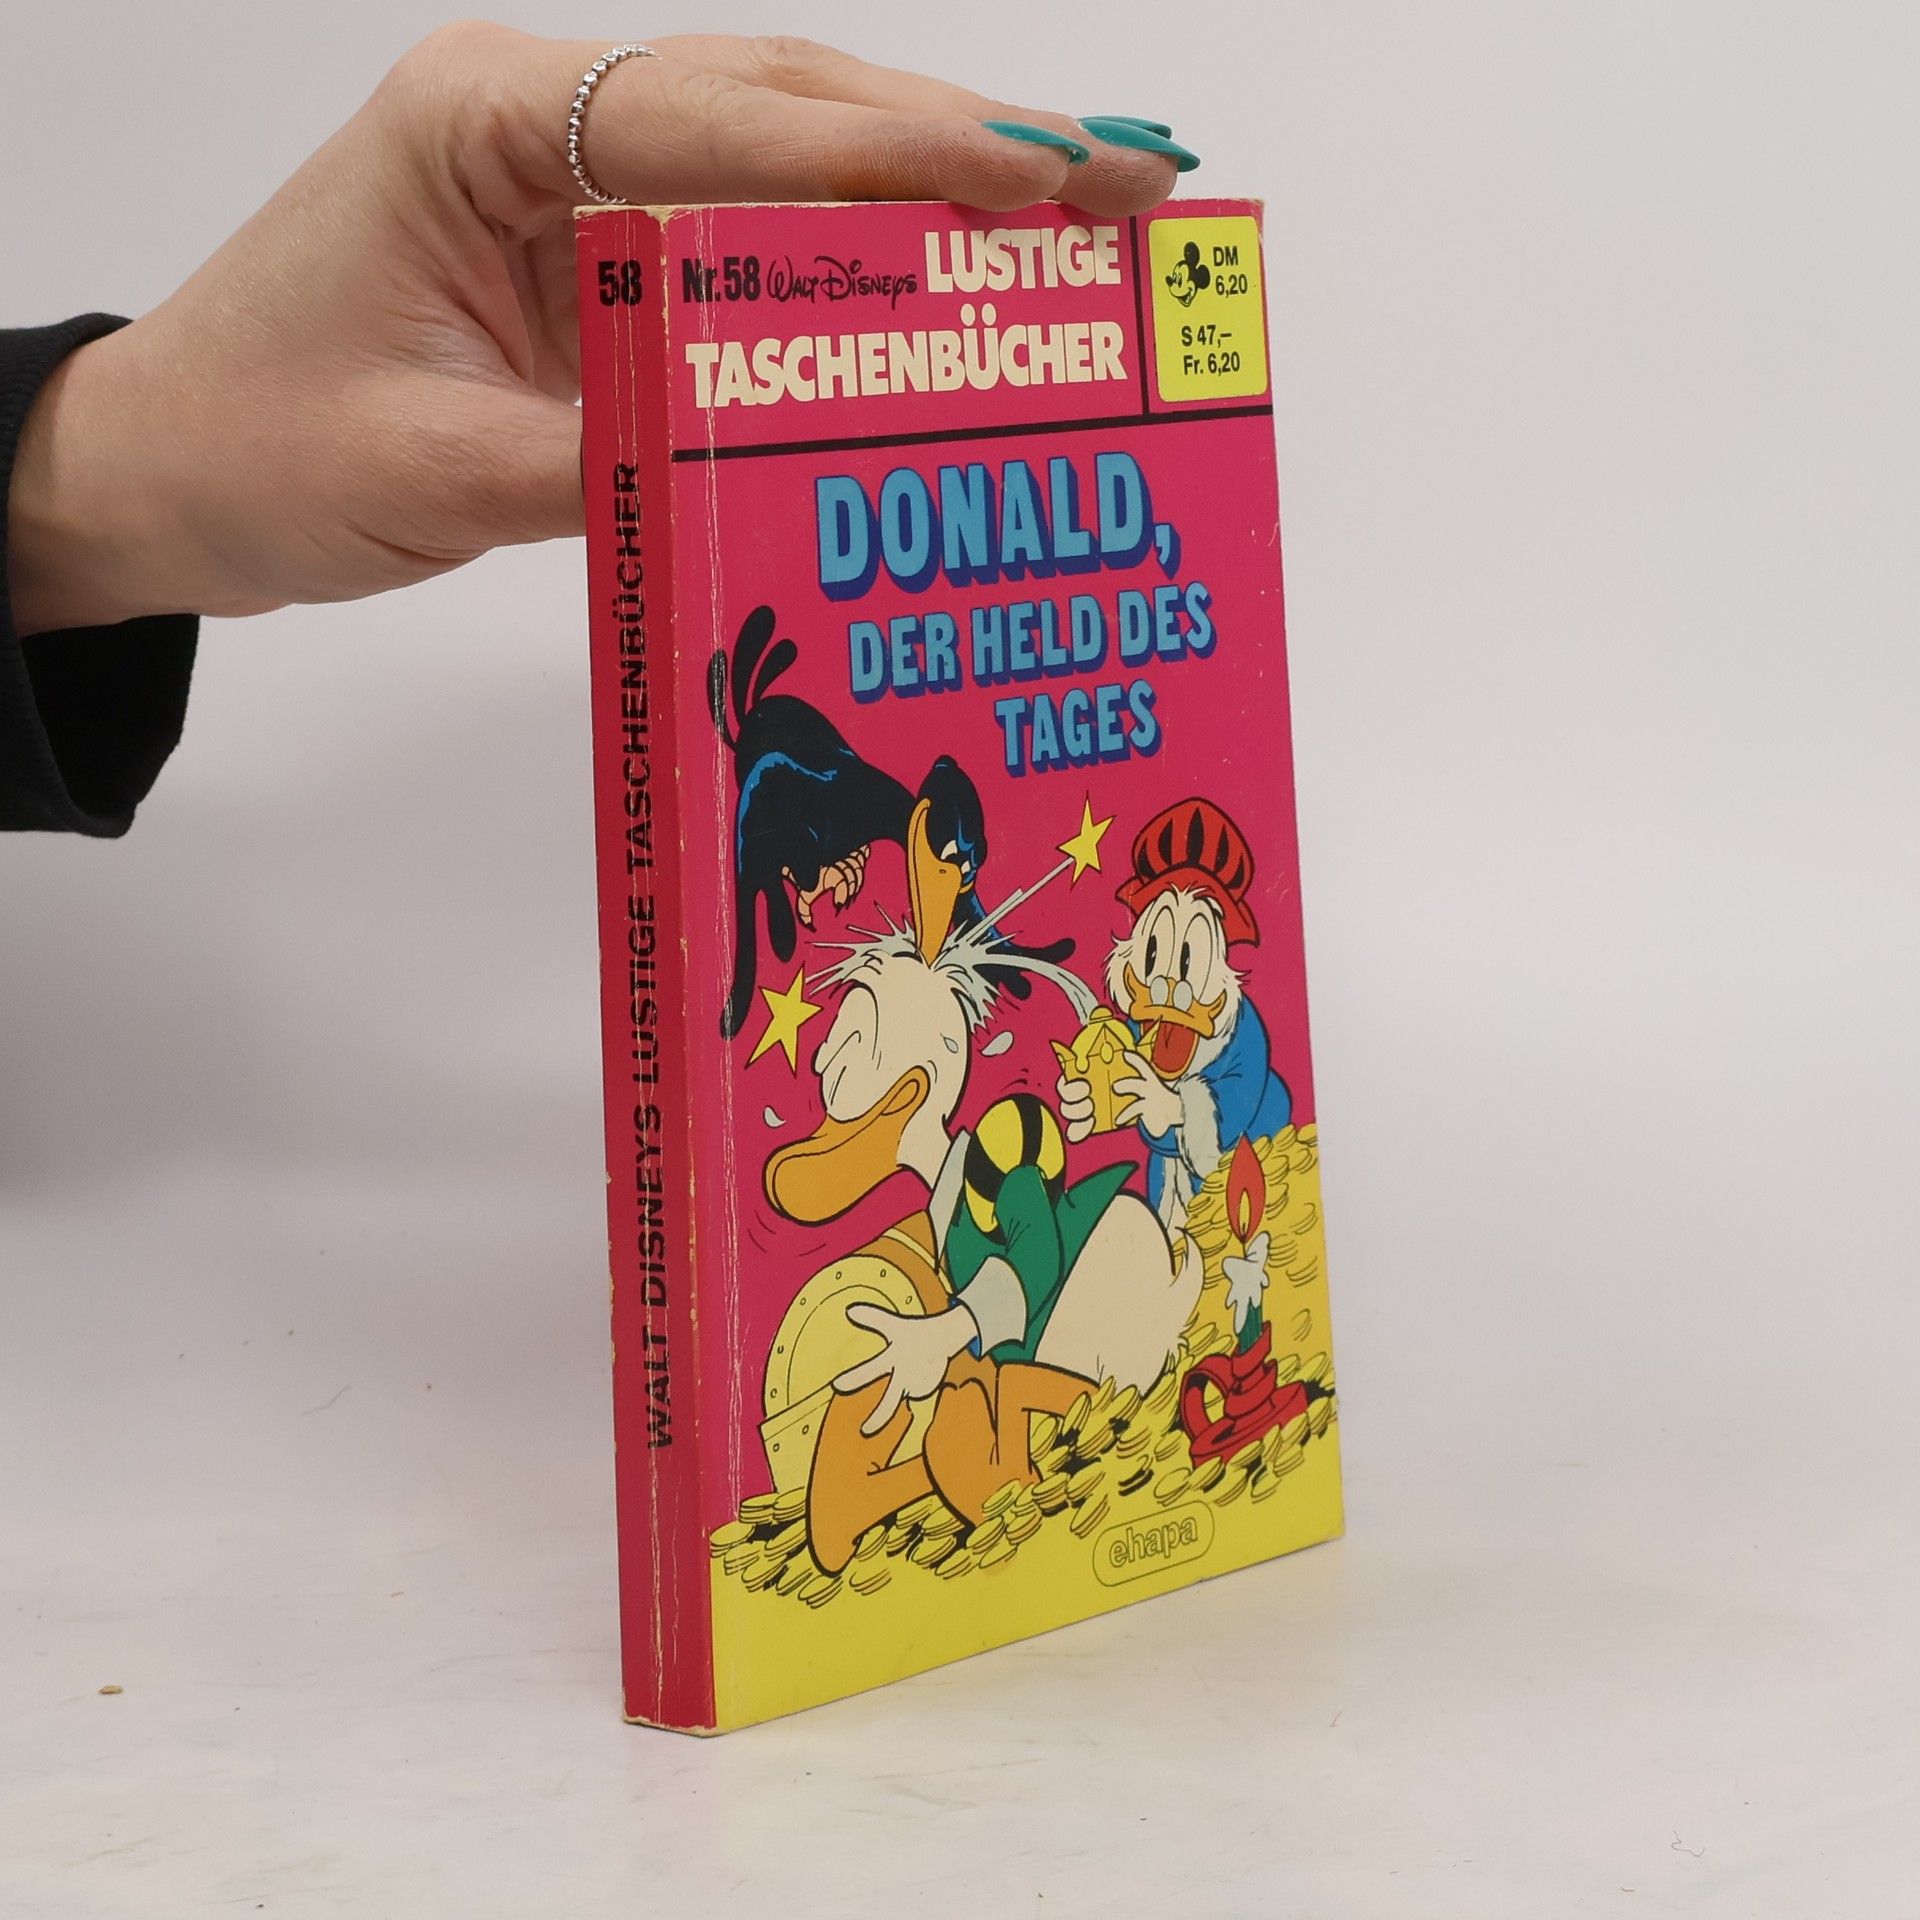 58
WALT DISNEYS LUSTIGE TASCHENBÜCHER
Nr. 58 WALT DISNEYS LUSTIGE
TASCHENBÜCHER
DM
6,20
S 47,–
Fr. 6,20
DONALD,
DER HELD DES
TAGES
ehapa